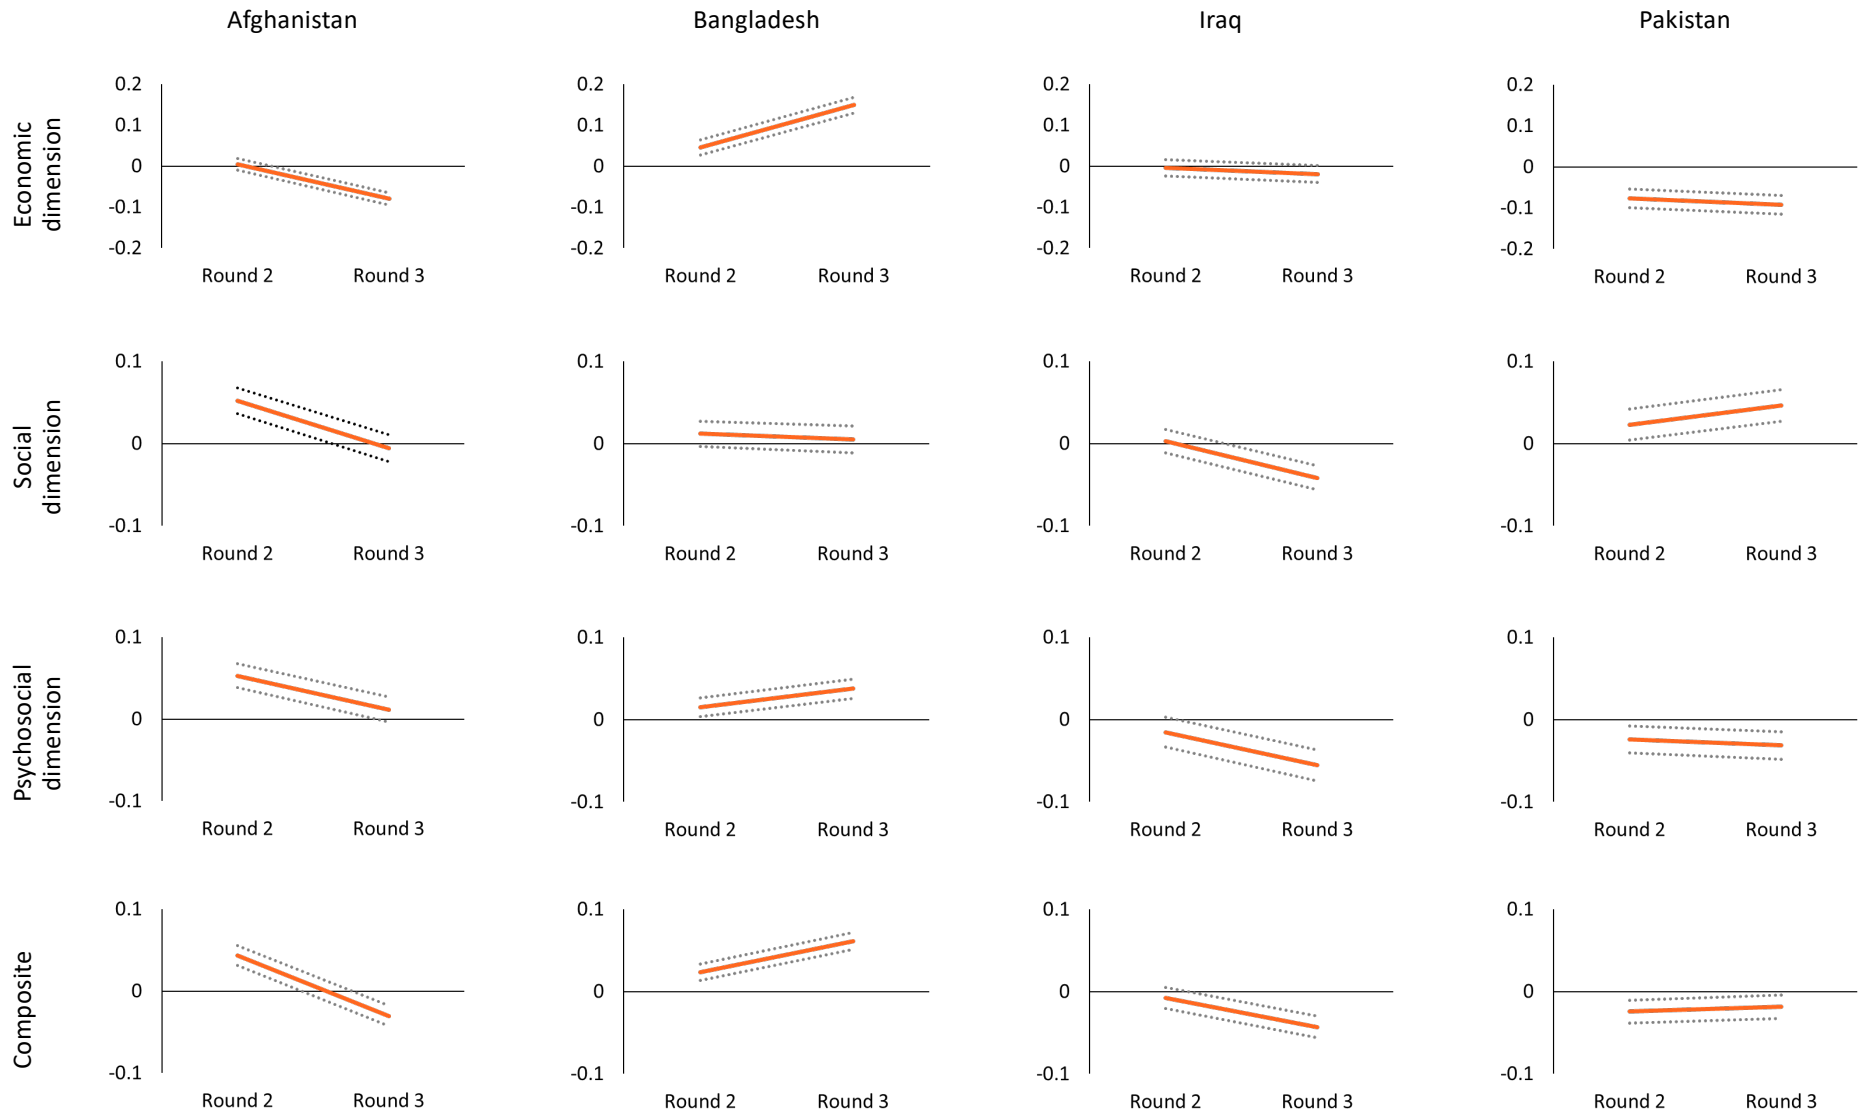 Afghanistan
Bangladesh
Iraq
Pakistan
Economic
dimension
0.2
0.1
0
-0.1
-0.2
Round 2
Round 3
0.2
0.1
0
-0.1
-0.2
Round 2
Round 3
0.2
0.1
0
-0.1
-0.2
Round 2
Round 3
0.2
0.1
0
-0.1
-0.2
Round 2
Round 3
Social
dimension
0.1
0
-0.1
Round 2
Round 3
0.1
0
-0.1
Round 2
Round 3
0.1
0
-0.1
Round 2
Round 3
0.1
0
-0.1
Round 2
Round 3
Psychosocial
dimension
0.1
0
-0.1
Round 2
Round 3
0.1
0
-0.1
Round 2
Round 3
0.1
0
-0.1
Round 2
Round 3
0.1
0
-0.1
Round 2
Round 3
Composite
0.1
0
-0.1
Round 2
Round 3
0.1
0
-0.1
Round 2
Round 3
0.1
0
-0.1
Round 2
Round 3
0.1
0
-0.1
Round 2
Round 3